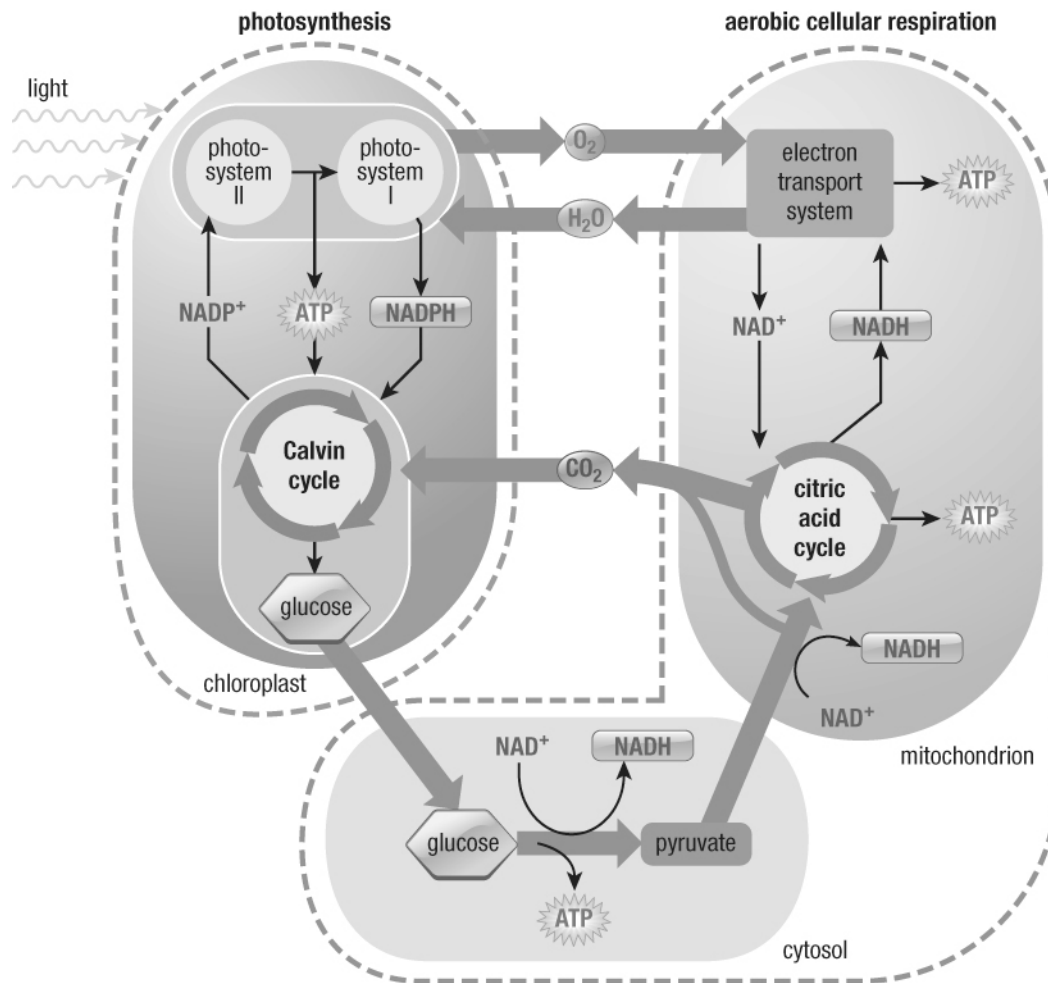 photosynthesis
aerobic cellular respiration
light
photo-
system
II
photo-
system
I
O₂
H₂O
electron
transport
system
ATP
NADP⁺
ATP
NADPH
NAD⁺
NADH
Calvin
cycle
CO₂
citric
acid
cycle
ATP
glucose
NADH
NAD⁺
chloroplast
mitochondrion
NAD⁺
NADH
glucose
pyruvate
ATP
cytosol